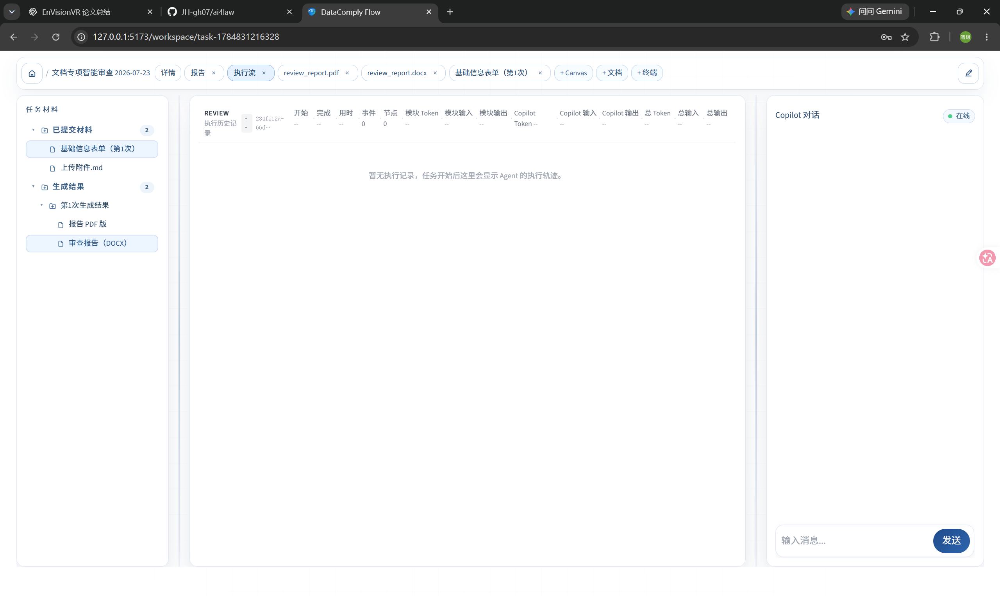 EnVisionVR 论文总结
JH-gh07/ai4law
DataComply Flow
问问 Gemini
127.0.0.1:5173/workspace/task-1784831216328
智谦
/ 文档专项智能审查 2026-07-23
详情
报告 ×
执行流 ×
review_report.pdf ×
review_report.docx ×
基础信息表单（第1次） ×
+ Canvas
+ 文档
+ 终端
任务材料
已提交材料 2
基础信息表单（第1次）
上传附件.md
生成结果 2
第1次生成结果
报告 PDF 版
审查报告（DOCX）
REVIEW
执行历史记
录
-
-
234fe12a-
66d…
开始
--
完成
--
用时
--
事件
0
节点
0
模块 Token
--
模块输入
--
模块输出
--
Copilot
Token --
Copilot 输入
--
Copilot 输出
--
总 Token
--
总输入
--
总输出
--
暂无执行记录，任务开始后这里会显示 Agent 的执行轨迹。
Copilot 对话
在线
输入消息...
发送